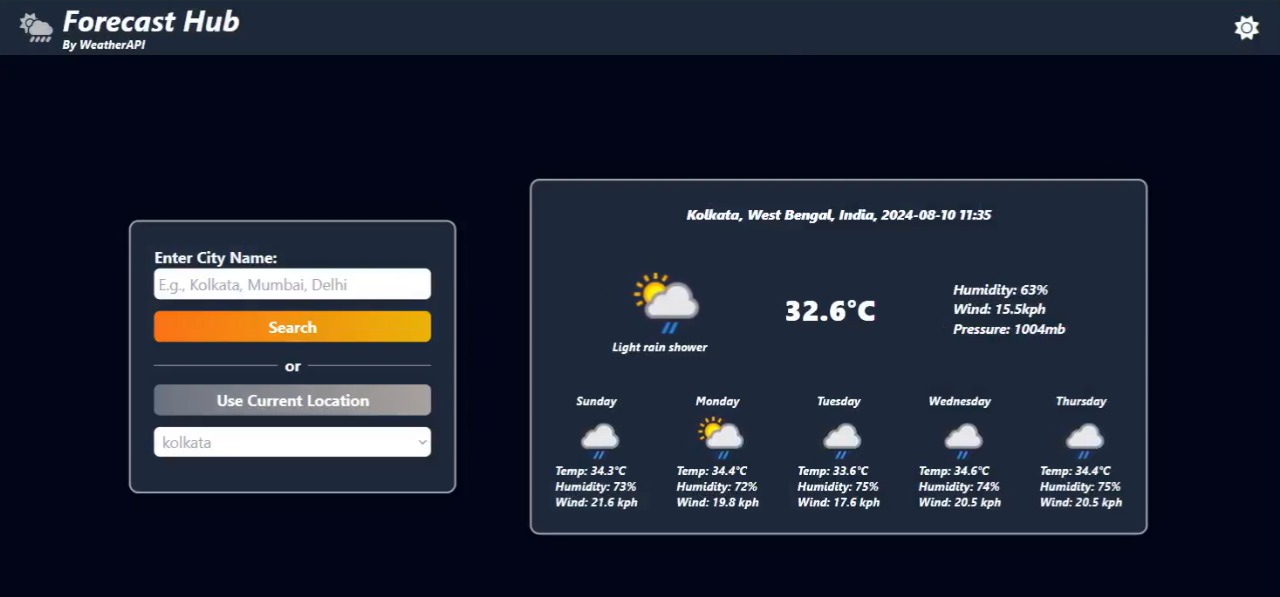 Forecast Hub
By WeatherAPI
Enter City Name:
E.g., Kolkata, Mumbai, Delhi
Search
or
Use Current Location
kolkata
Kolkata, West Bengal, India, 2024-08-10 11:35
Light rain shower
32.6°C
Humidity: 63%
Wind: 15.5kph
Pressure: 1004mb
Sunday
Temp: 34.3°C
Humidity: 73%
Wind: 21.6 kph
Monday
Temp: 34.4°C
Humidity: 72%
Wind: 19.8 kph
Tuesday
Temp: 33.6°C
Humidity: 75%
Wind: 17.6 kph
Wednesday
Temp: 34.6°C
Humidity: 74%
Wind: 20.5 kph
Thursday
Temp: 34.4°C
Humidity: 75%
Wind: 20.5 kph